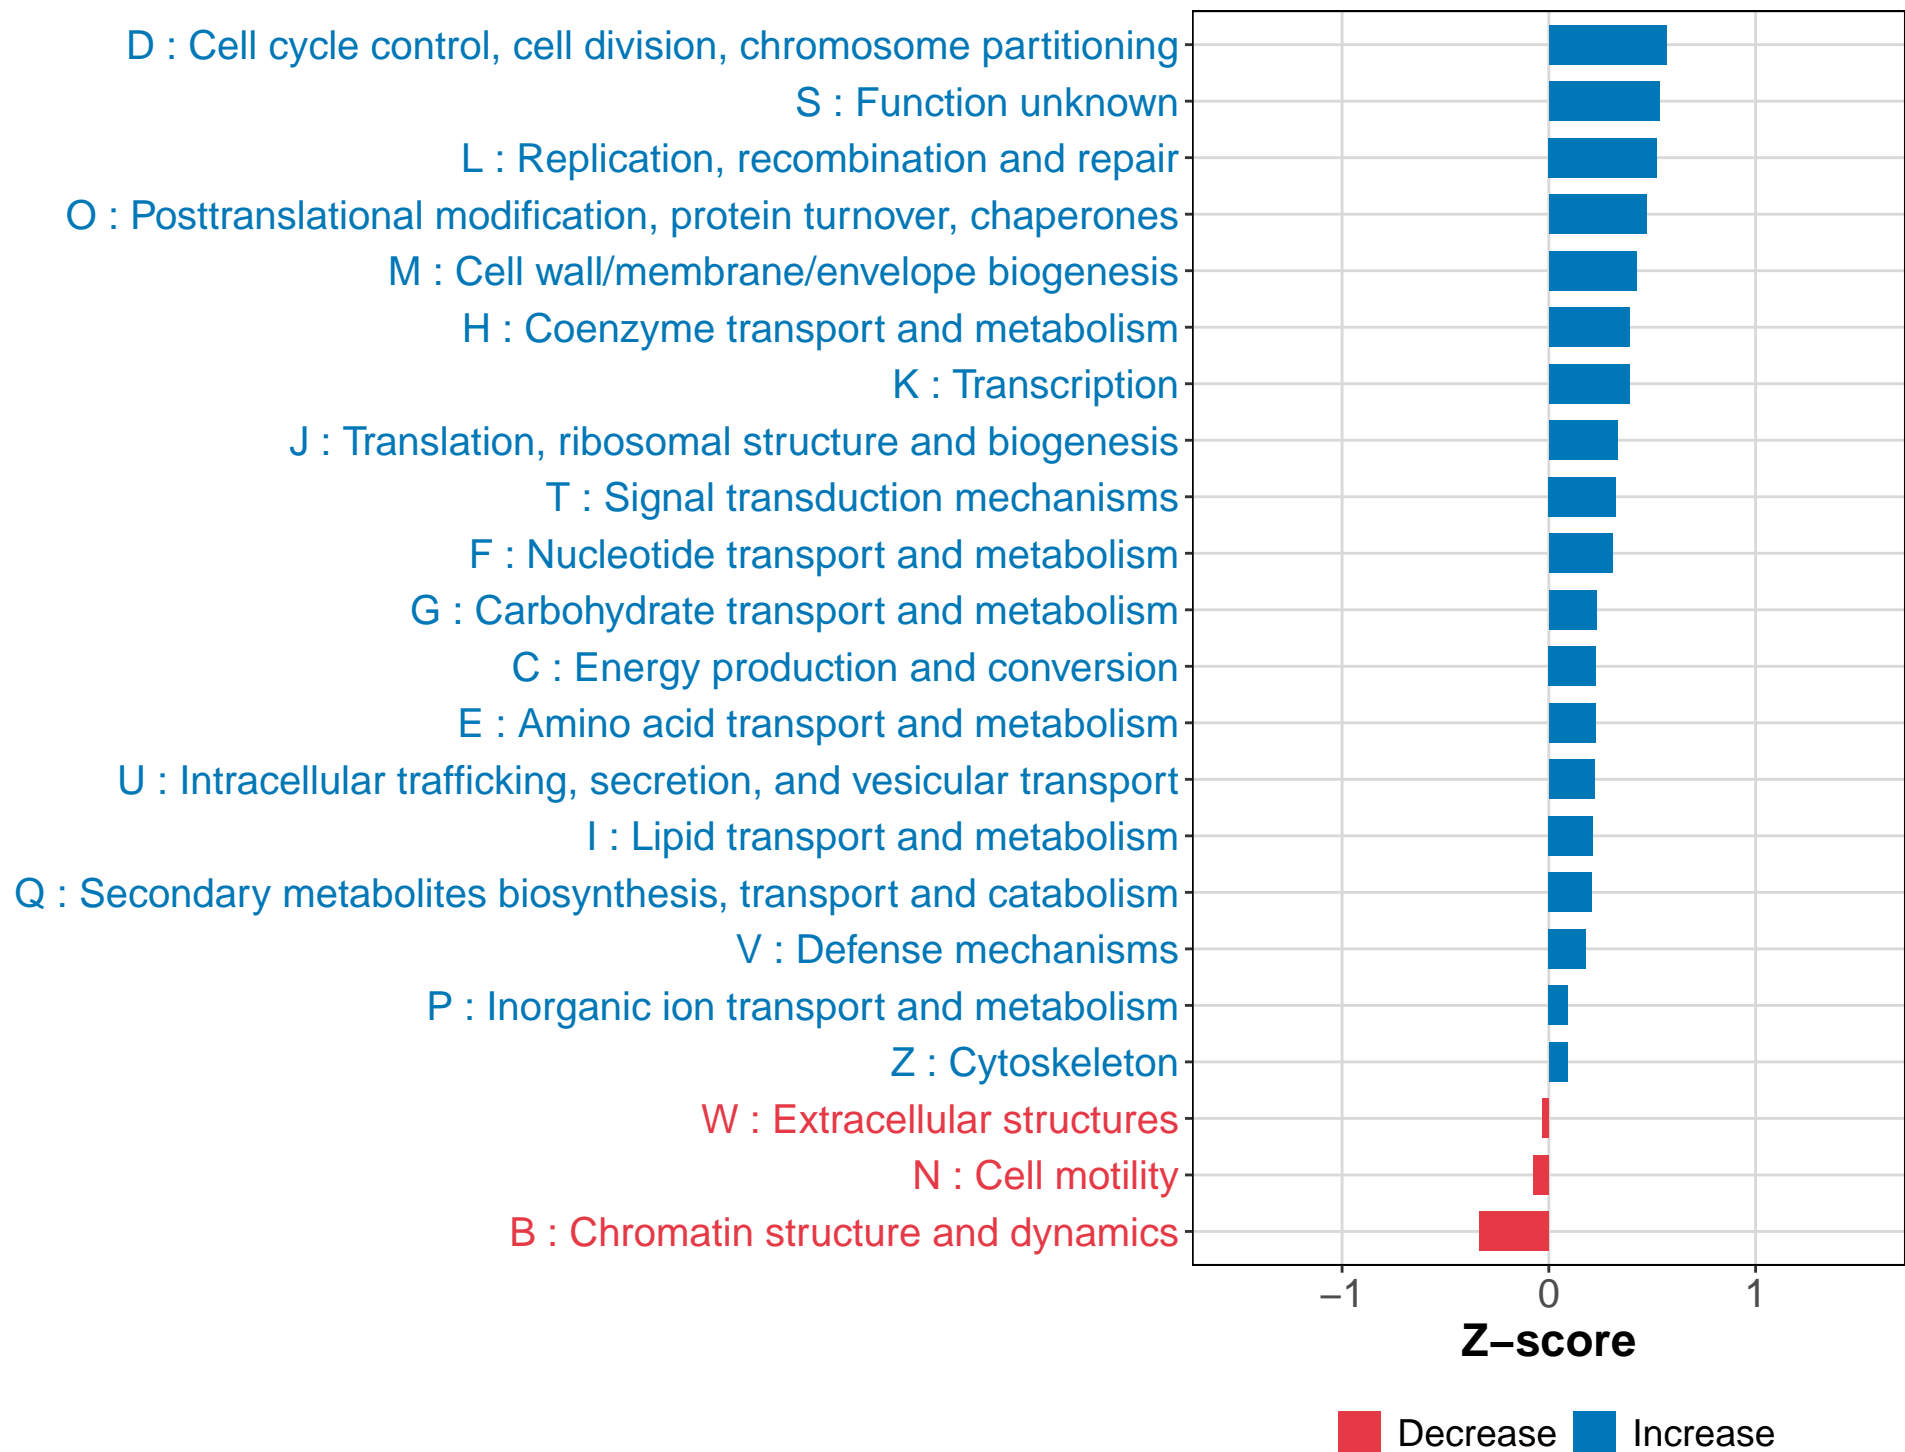 D : Cell cycle control, cell division, chromosome partitioning
S : Function unknown
L : Replication, recombination and repair
O : Posttranslational modification, protein turnover, chaperones
M : Cell wall/membrane/envelope biogenesis
H : Coenzyme transport and metabolism
K : Transcription
J : Translation, ribosomal structure and biogenesis
T : Signal transduction mechanisms
F : Nucleotide transport and metabolism
G : Carbohydrate transport and metabolism
C : Energy production and conversion
E : Amino acid transport and metabolism
U : Intracellular trafficking, secretion, and vesicular transport
I : Lipid transport and metabolism
Q : Secondary metabolites biosynthesis, transport and catabolism
V : Defense mechanisms
P : Inorganic ion transport and metabolism
Z : Cytoskeleton
W : Extracellular structures
N : Cell motility
B : Chromatin structure and dynamics
−1 0 1
Z−score
Decrease Increase